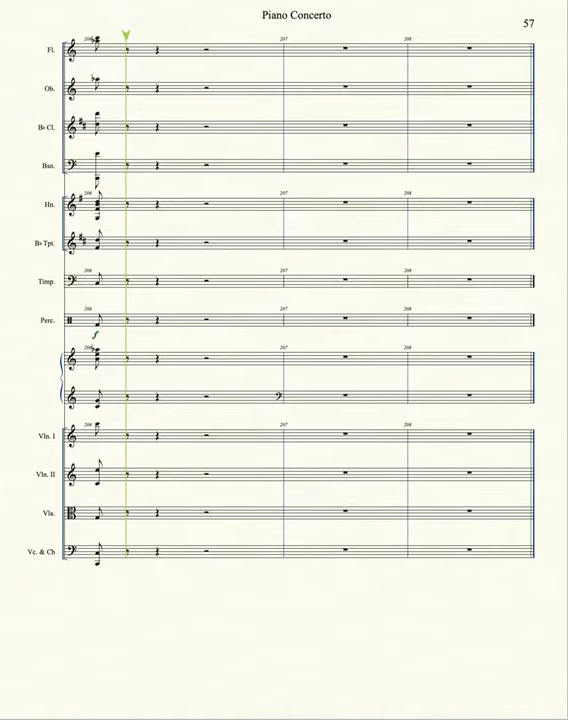 Piano Concerto
57
Fl.
206
207
208
Ob.
B♭ Cl.
Bsn.
Hn.
206
207
208
B♭ Tpt.
Timp.
206
207
208
Perc.
206
207
208
f
206
207
208
Vln. I
206
207
208
Vln. II
Vla.
Vc. & Cb